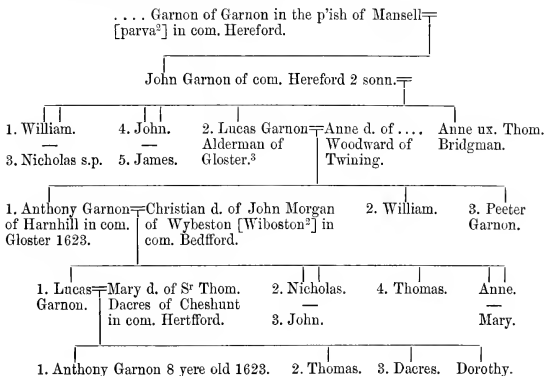 .... Garnon of Garnon in the p'ish of Mansell
[parva²] in com. Hereford.
John Garnon of com. Hereford 2 sonn.
1. William.
—
3. Nicholas s.p.
4. John.
—
5. James.
2. Lucas Garnon
Alderman of
Gloster.³
Anne d. of ....
Woodward of
Twining.
Anne ux. Thom.
Bridgman.
1. Anthony Garnon
of Harnhill in com.
Gloster 1623.
Christian d. of John Morgan
of Wybeston [Wiboston²] in
com. Bedfford.
2. William.
3. Peeter
Garnon.
1. Lucas
Garnon.
Mary d. of Sʳ Thom.
Dacres of Cheshunt
in com. Hertfford.
2. Nicholas.
—
3. John.
4. Thomas.
Anne.
—
Mary.
1. Anthony Garnon 8 yere old 1623.
2. Thomas.
3. Dacres.
Dorothy.